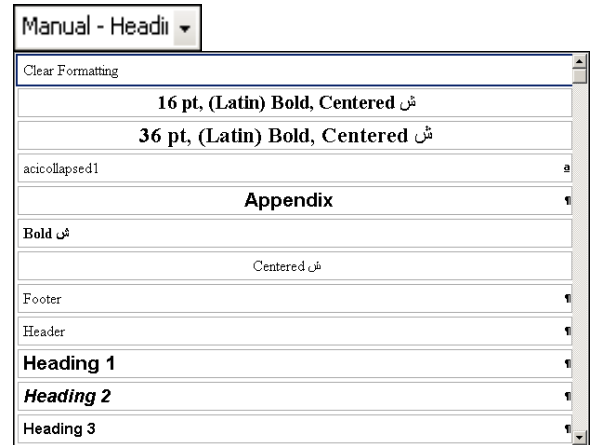 Manual - Headin
Clear Formatting
16 pt, (Latin) Bold, Centered ش
36 pt, (Latin) Bold, Centered ش
acicollapsed1 a
Appendix ¶
Bold ش
Centered ش
Footer ¶
Header ¶
Heading 1 ¶
Heading 2 ¶
Heading 3 ¶